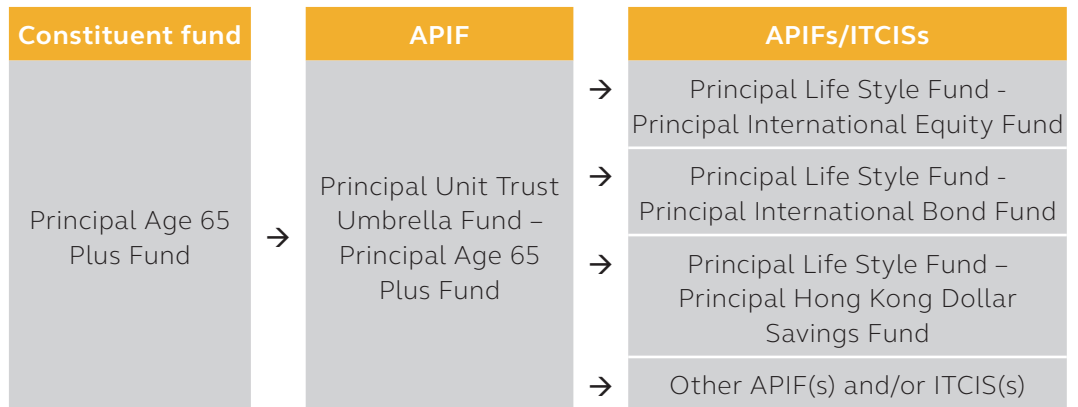 Constituent fund
APIF
APIFs/ITCISs
Principal Age 65
Plus Fund
→
Principal Unit Trust
Umbrella Fund –
Principal Age 65
Plus Fund
→
Principal Life Style Fund -
Principal International Equity Fund
→
Principal Life Style Fund -
Principal International Bond Fund
→
Principal Life Style Fund –
Principal Hong Kong Dollar
Savings Fund
→
Other APIF(s) and/or ITCIS(s)